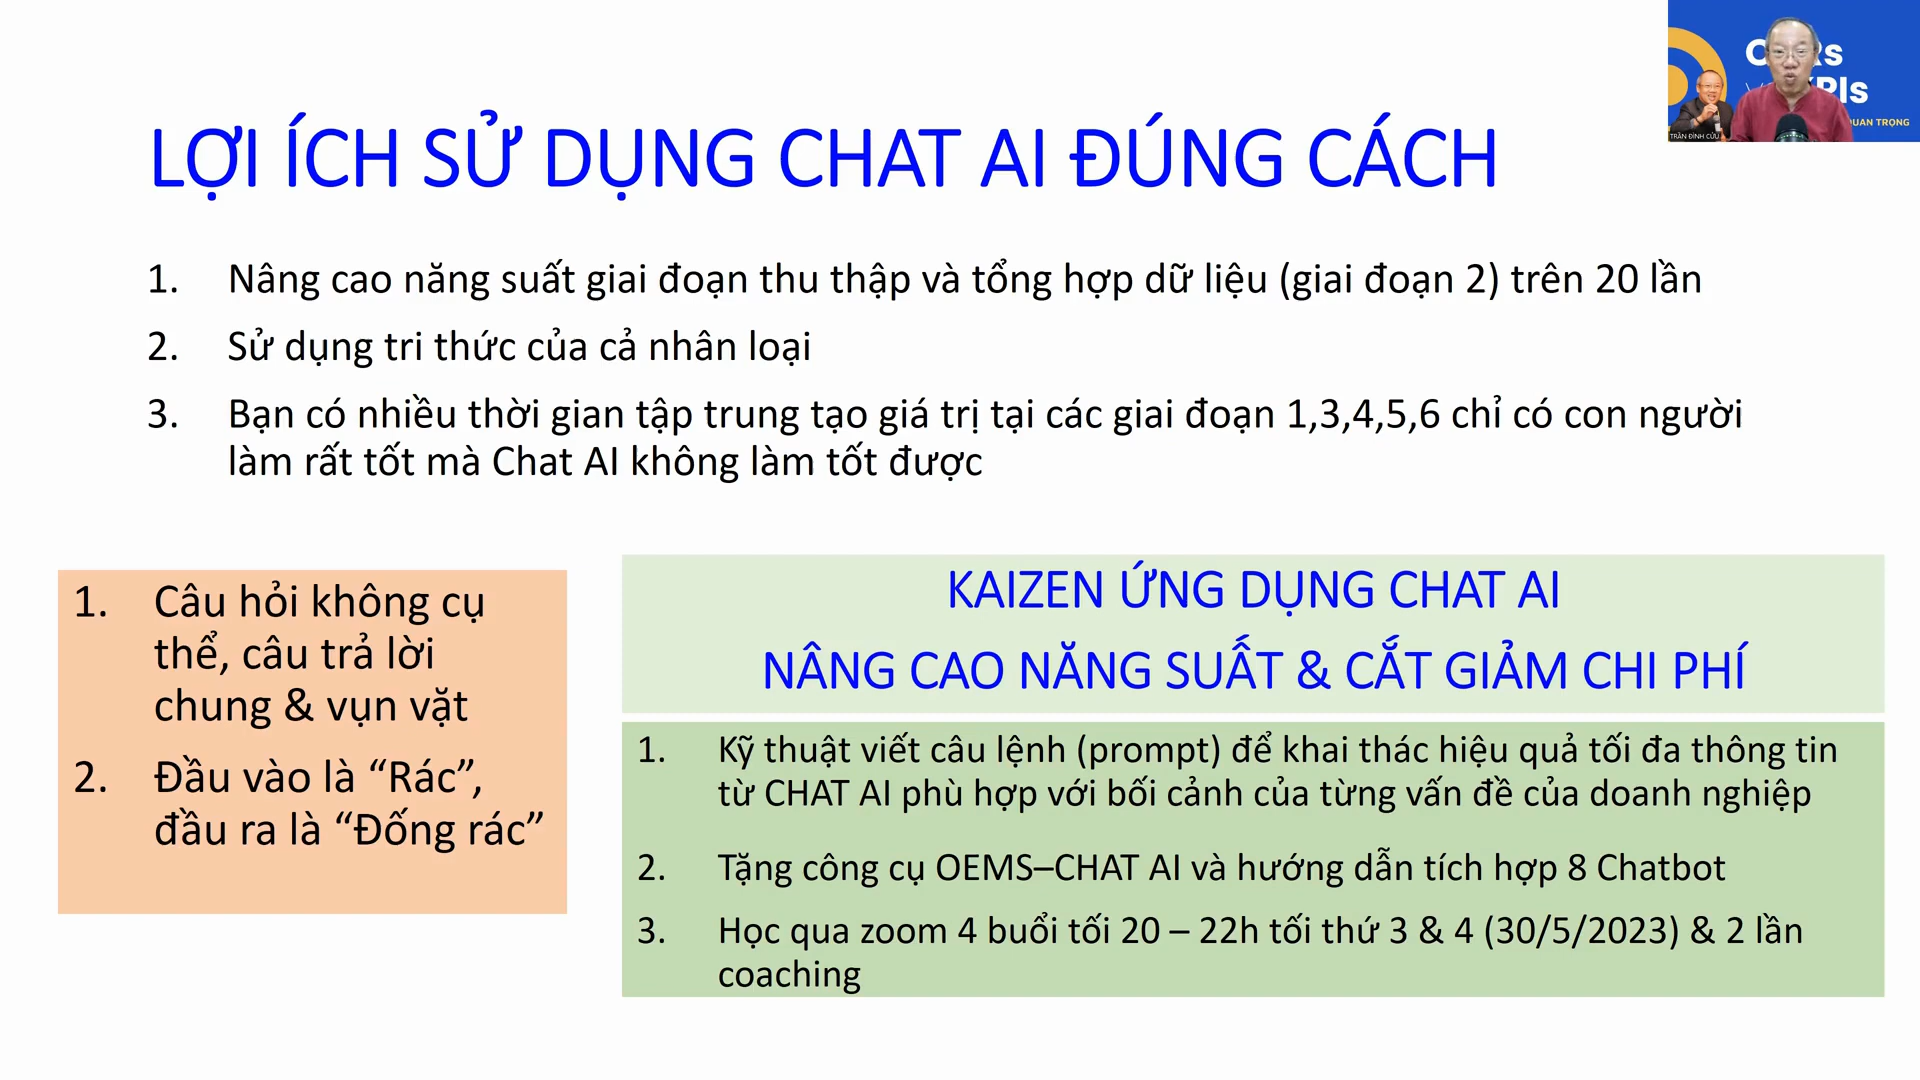 LỢI ÍCH SỬ DỤNG CHAT AI ĐÚNG CÁCH
1. Nâng cao năng suất giai đoạn thu thập và tổng hợp dữ liệu (giai đoạn 2) trên 20 lần
2. Sử dụng tri thức của cả nhân loại
3. Bạn có nhiều thời gian tập trung tạo giá trị tại các giai đoạn 1,3,4,5,6 chỉ có con người
làm rất tốt mà Chat AI không làm tốt được
1. Câu hỏi không cụ
thể, câu trả lời
chung & vụn vặt
2. Đầu vào là “Rác”,
đầu ra là “Đống rác”
KAIZEN ỨNG DỤNG CHAT AI
NÂNG CAO NĂNG SUẤT & CẮT GIẢM CHI PHÍ
1. Kỹ thuật viết câu lệnh (prompt) để khai thác hiệu quả tối đa thông tin
từ CHAT AI phù hợp với bối cảnh của từng vấn đề của doanh nghiệp
2. Tặng công cụ OEMS–CHAT AI và hướng dẫn tích hợp 8 Chatbot
3. Học qua zoom 4 buổi tối 20 – 22h tối thứ 3 & 4 (30/5/2023) & 2 lần
coaching
TRẦN ĐÌNH CỬU
QUAN TRỌNG